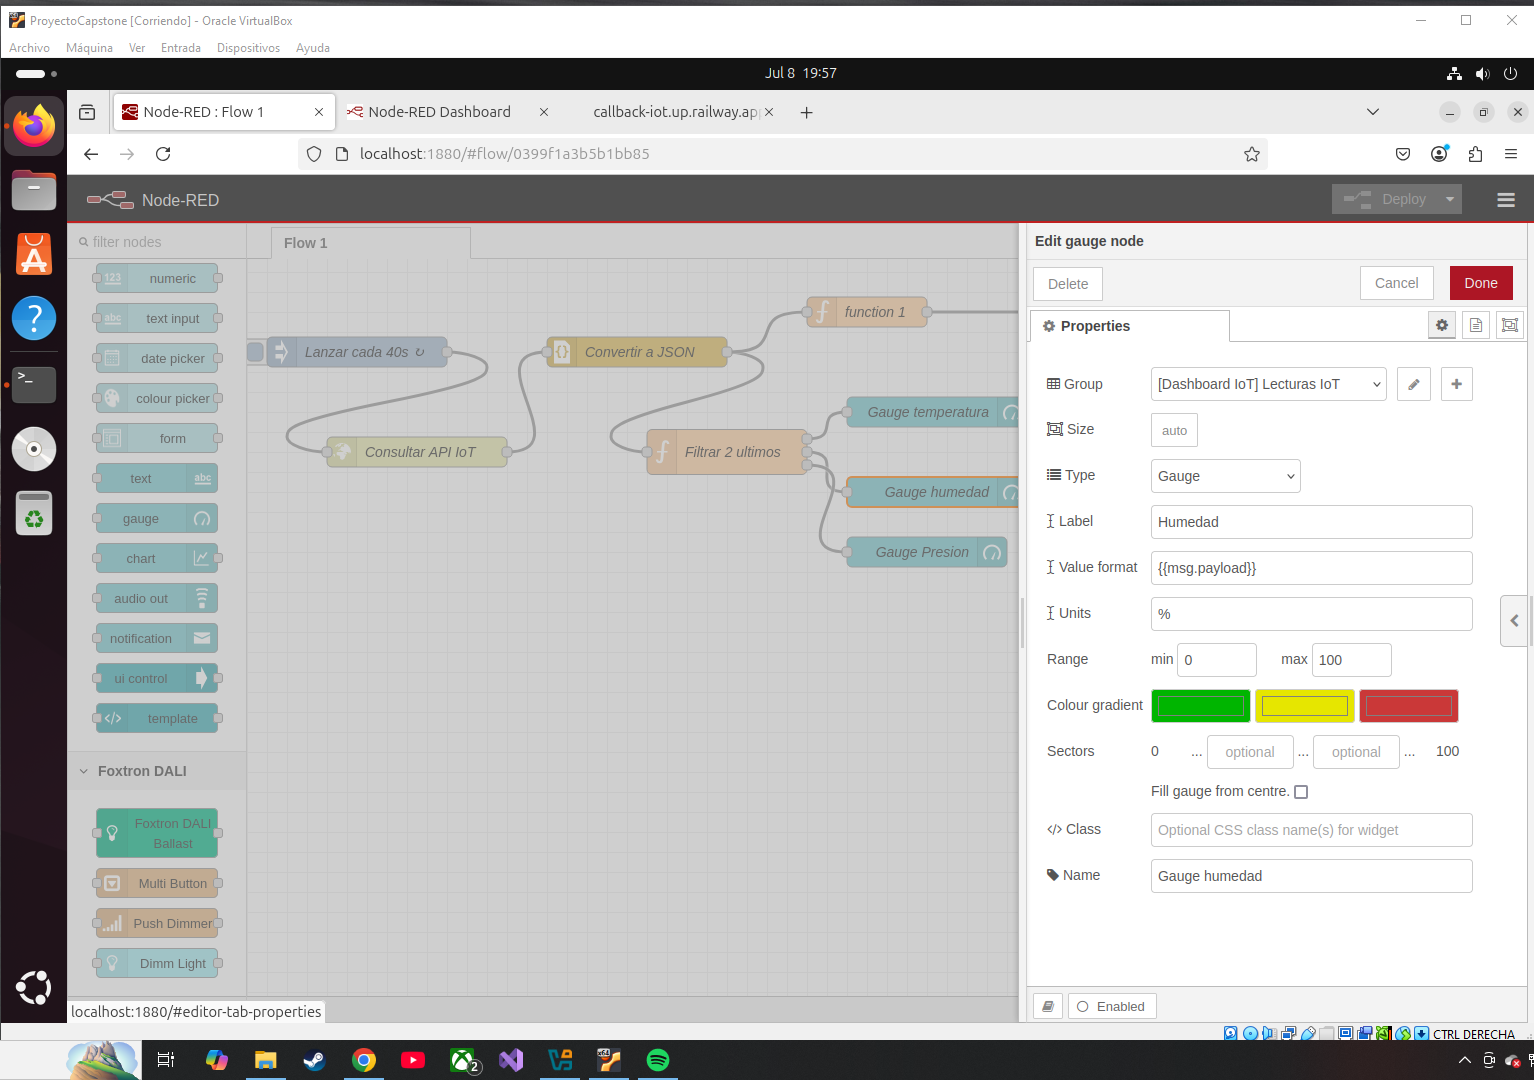 ProyectoCapstone [Corriendo] - Oracle VirtualBox
Archivo Máquina Ver Entrada Dispositivos Ayuda
Jul 8 19:57
Node-RED : Flow 1
Node-RED Dashboard
callback-iot.up.railway.ap
localhost:1880/#flow/0399f1a3b5b1bb85
Node-RED
Deploy
filter nodes
Flow 1
numeric
text input
date picker
colour picker
form
text
gauge
chart
audio out
notification
ui control
template
Foxtron DALI
Foxtron DALI
Ballast
Multi Button
Push Dimmer
Dimm Light
Lanzar cada 40s ↻
Consultar API IoT
Convertir a JSON
function 1
Filtrar 2 ultimos
Gauge temperatura
Gauge humedad
Gauge Presion
Edit gauge node
Delete
Cancel
Done
Properties
Group
[Dashboard IoT] Lecturas IoT
Size
auto
Type
Gauge
Label
Humedad
Value format
{{msg.payload}}
Units
%
Range
min 0
max 100
Colour gradient
Sectors
0 ... optional ... optional ... 100
Fill gauge from centre.
Class
Optional CSS class name(s) for widget
Name
Gauge humedad
Enabled
localhost:1880/#editor-tab-properties
CTRL DERECHA
2